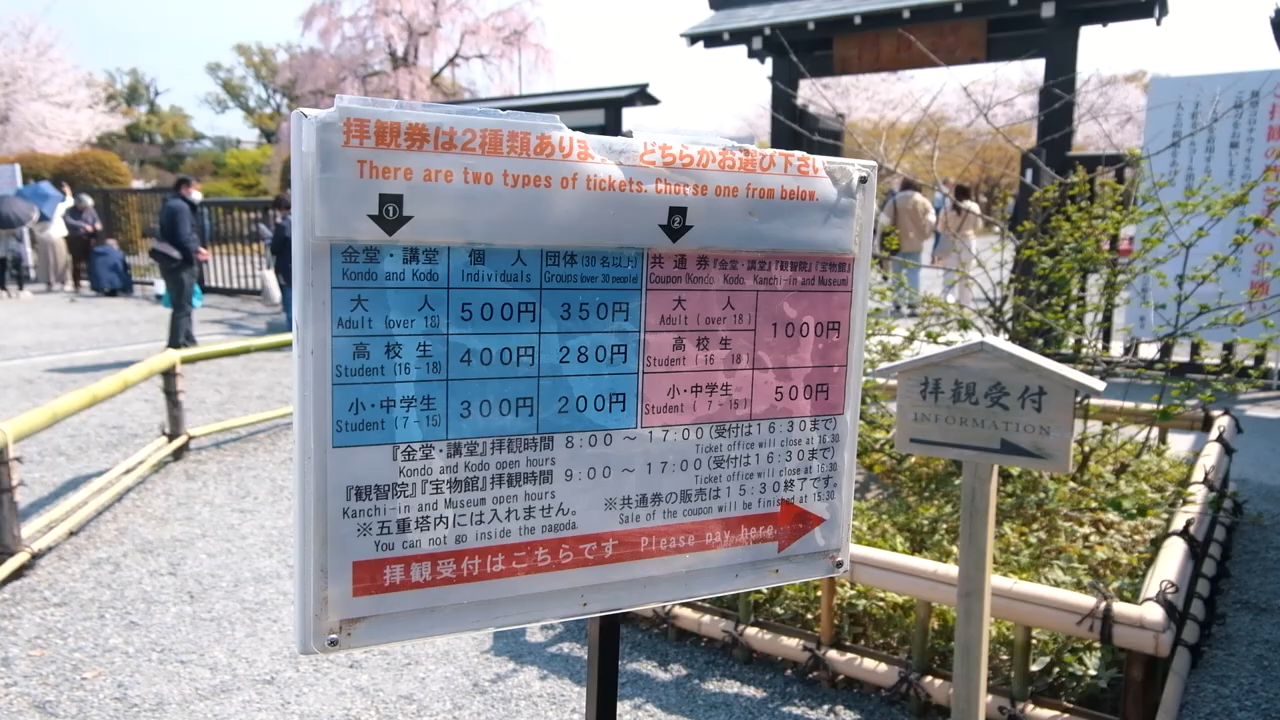 拝観券は2種類あります どちらかお選び下さい
There are two types of tickets. Choose one from below.
① ②
金堂・講堂 個人 団体(30名以上)
Kondo and Kodo Individuals Groups (over 30 people)
大人 500円 350円
Adult (over 18)
高校生 400円 280円
Student (16-18)
小・中学生 300円 200円
Student (7-15)
共通券『金堂・講堂』『観智院』『宝物館』
Coupon (Kondo, Kodo, Kanchi-in and Museum)
大人 1000円
Adult (over 18)
高校生
Student (16-18)
小・中学生 500円
Student (7-15)
『金堂・講堂』拝観時間 8:00 ～ 17:00 (受付は16:30まで)
Kondo and Kodo open hours Ticket office will close at 16:30.
『観智院』『宝物館』拝観時間 9:00 ～ 17:00 (受付は16:30まで)
Kanchi-in and Museum open hours Ticket office will close at 16:30.
※五重塔内には入れません。 ※共通券の販売は15:30終了です。
You can not go inside the pagoda. Sale of the coupon will be finished at 15:30.
拝観受付はこちらです Please pay here.
拝観受付
INFORMATION